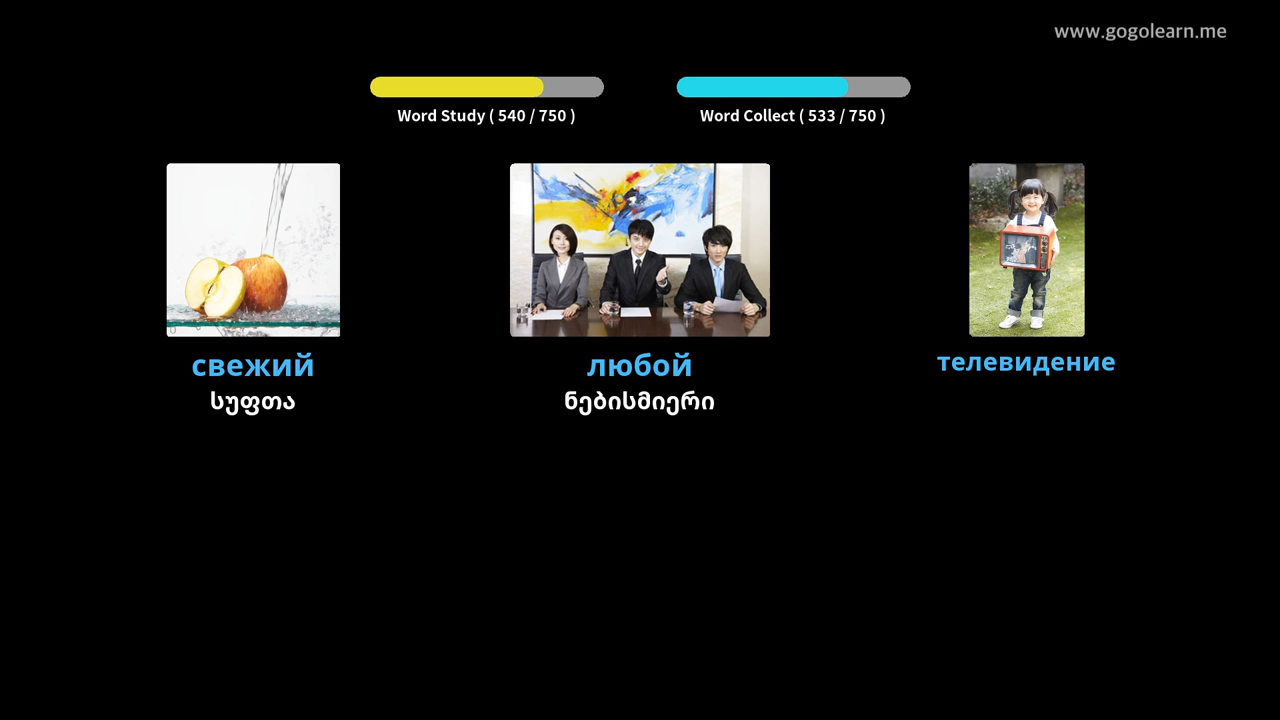 www.gogolearn.me
Word Study ( 540 / 750 )
Word Collect ( 533 / 750 )
свежий
სუფთა
любой
ნებისმიერი
телевидение